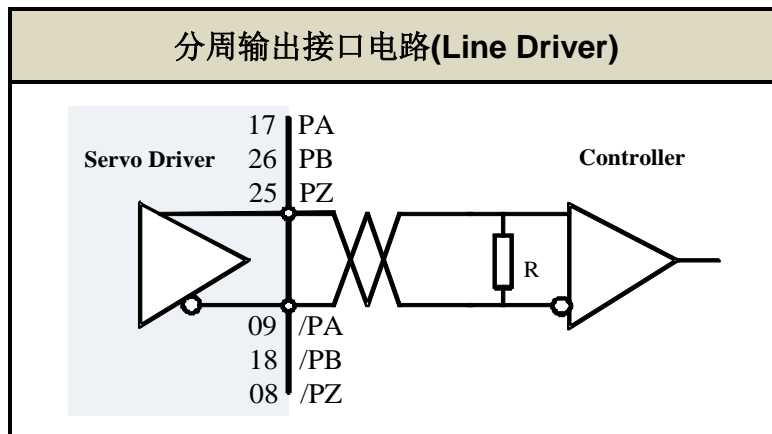 分周输出接口电路(Line Driver)
17 PA
Servo Driver 26 PB Controller
25 PZ
R
09 /PA
18 /PB
08 /PZ